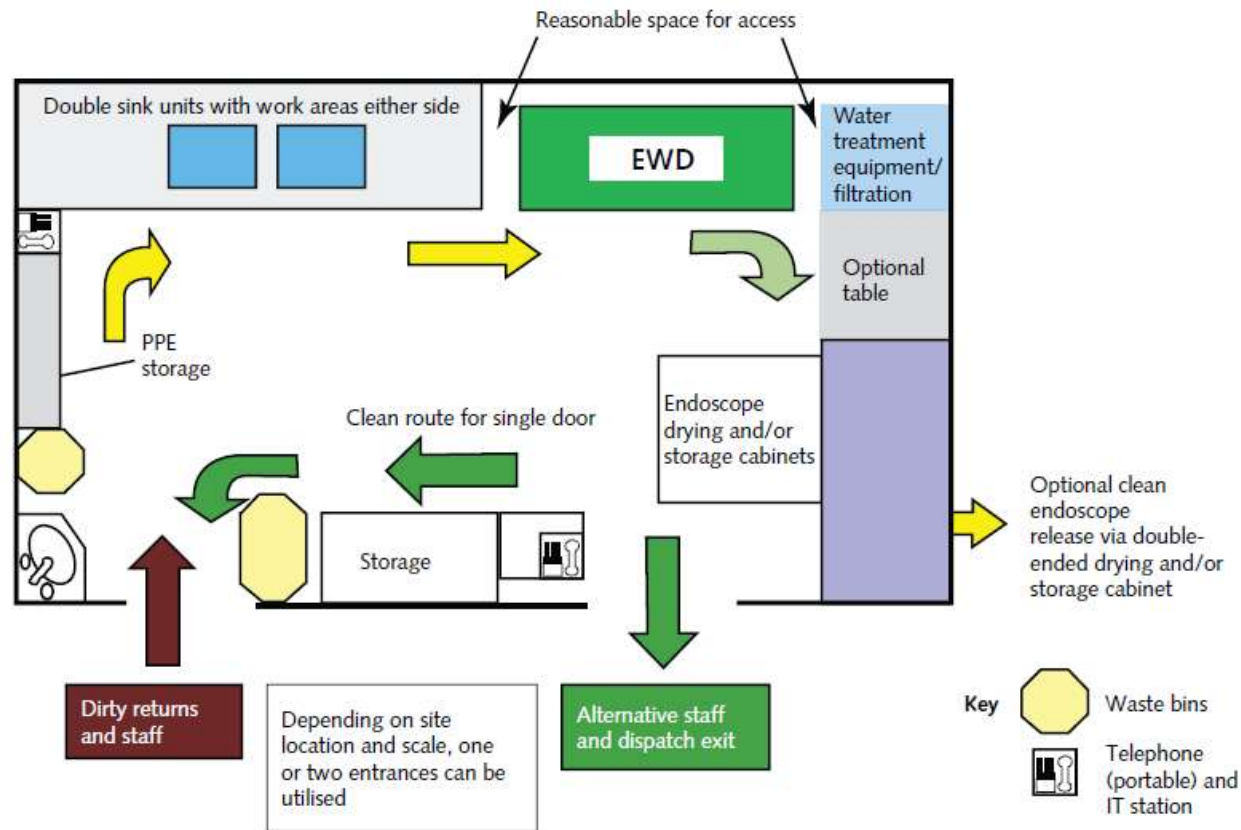 Reasonable space for access
Double sink units with work areas either side
EWD
Water
treatment
equipment/
filtration
Optional
table
PPE
storage
Clean route for single door
Endoscope
drying and/or
storage cabinets
Storage
Optional clean
endoscope
release via double-
ended drying and/or
storage cabinet
Dirty returns
and staff
Depending on site
location and scale, one
or two entrances can be
utilised
Alternative staff
and dispatch exit
Key
Waste bins
Telephone
(portable) and
IT station